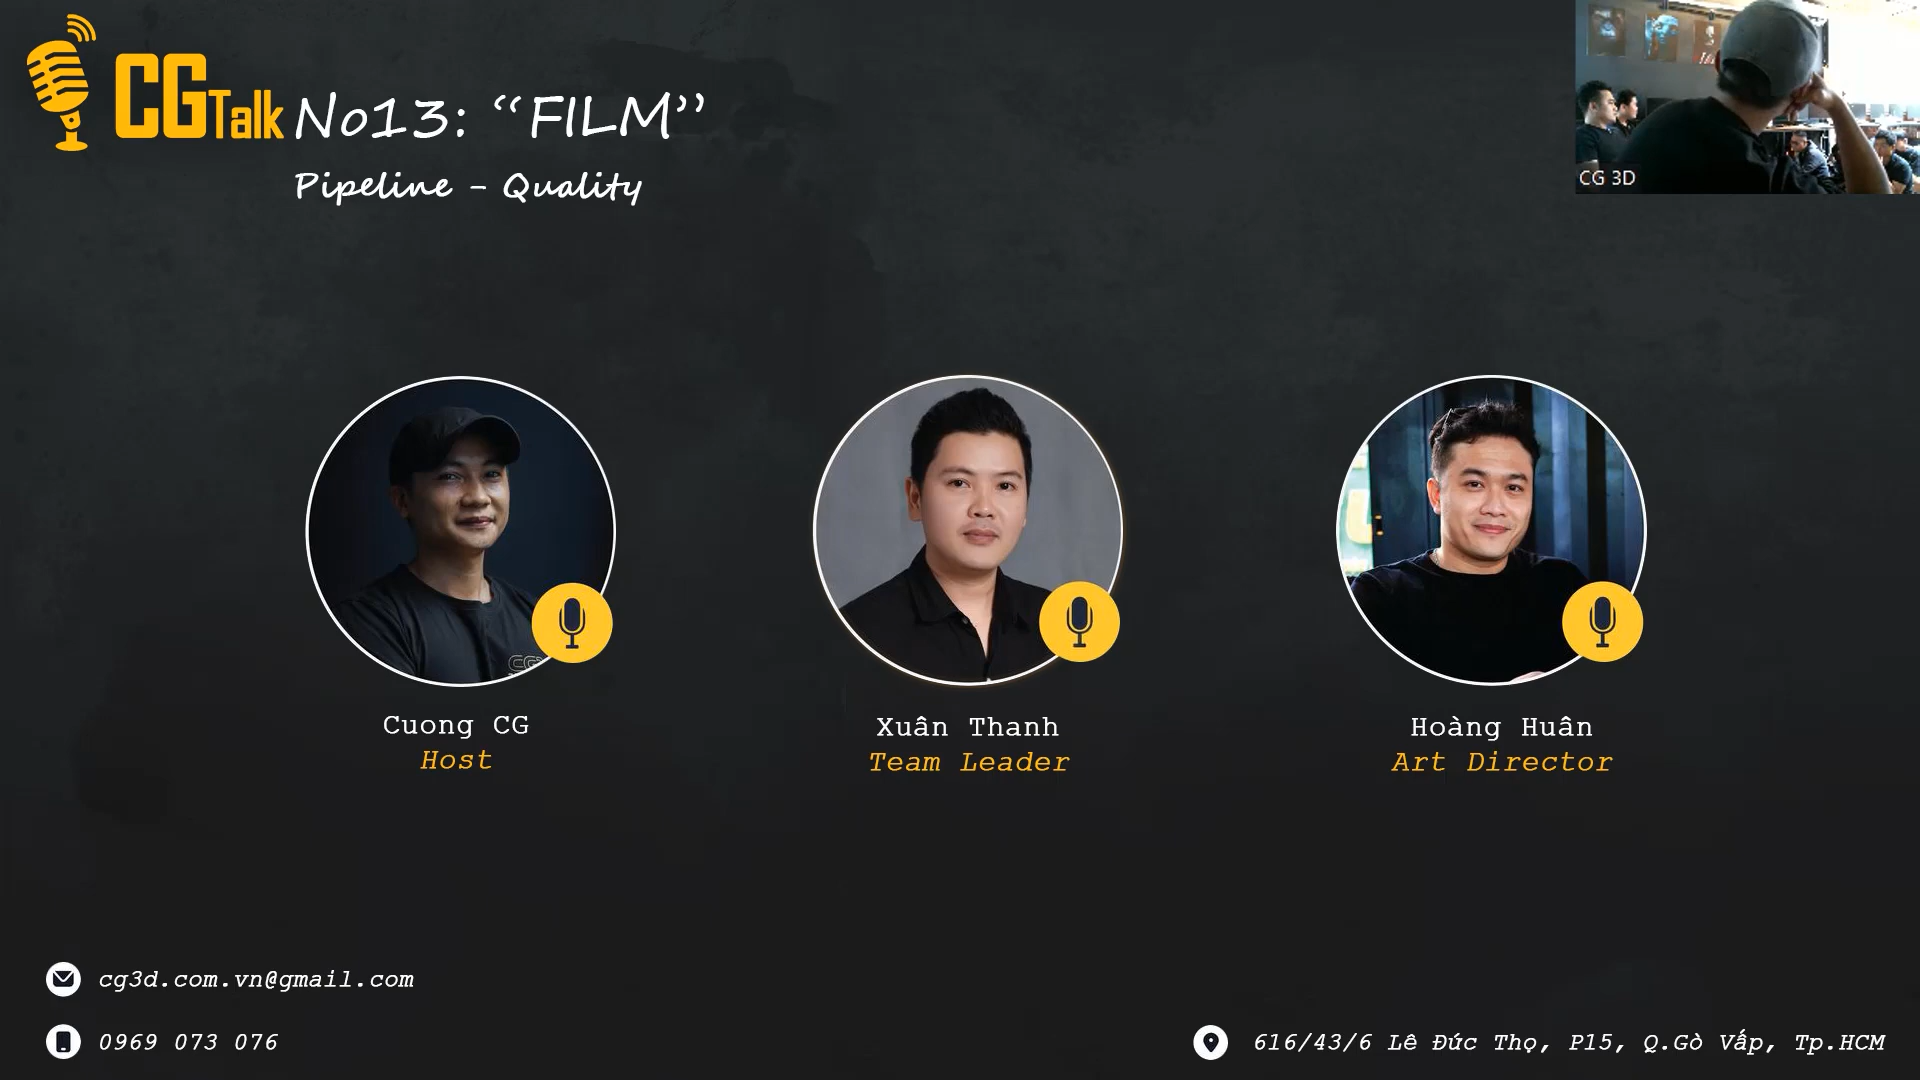 CGTalk No13: “FILM”
Pipeline - Quality
CG 3D
Cuong CG
Host
Xuân Thanh
Team Leader
Hoàng Huân
Art Director
cg3d.com.vn@gmail.com
0969 073 076
616/43/6 Lê Đức Thọ, P15, Q.Gò Vấp, Tp.HCM